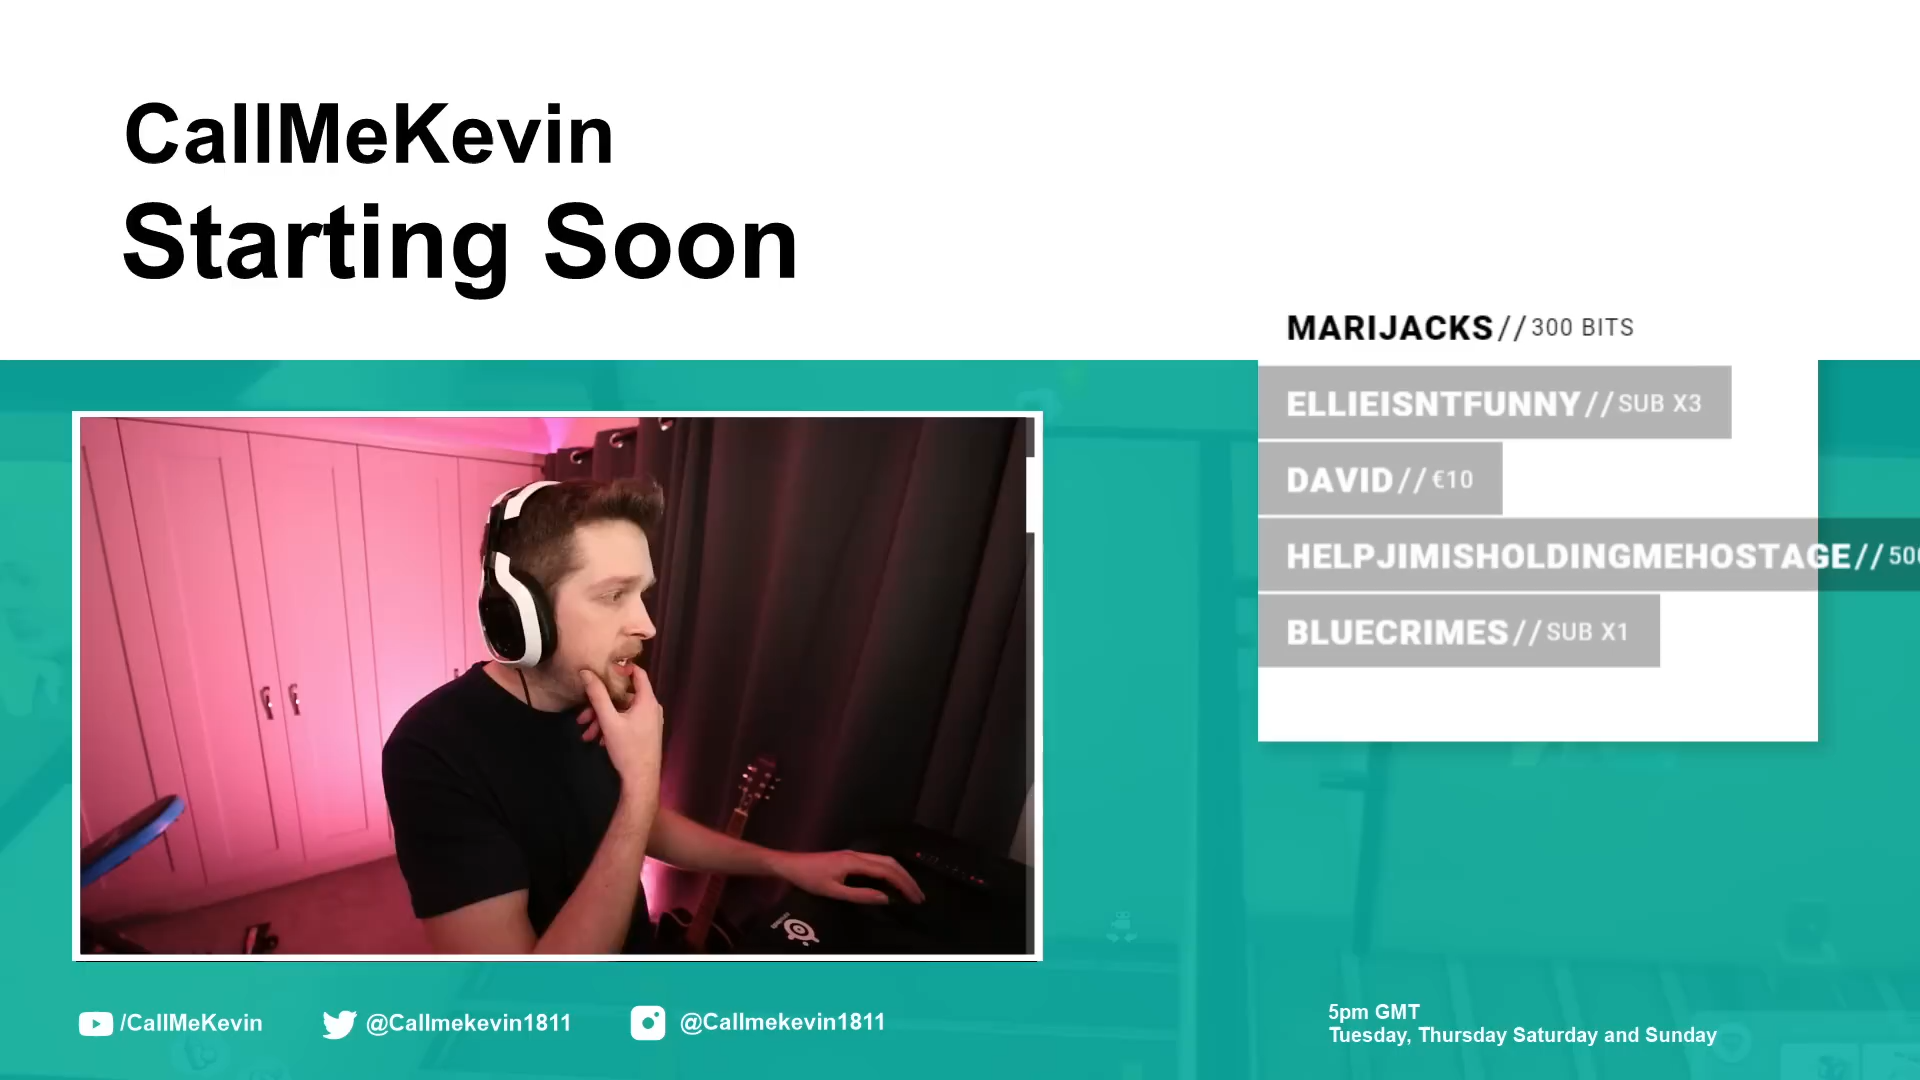 CallMeKevin
Starting Soon
MARIJACKS//300 BITS
ELLIEISNTFUNNY//SUB X3
DAVID//€10
HELPJIMISHOLDINGMEHOSTAGE//
BLUECRIMES//SUB X1
/CallMeKevin
@Callmekevin1811
@Callmekevin1811
5pm GMT
Tuesday, Thursday Saturday and Sunday